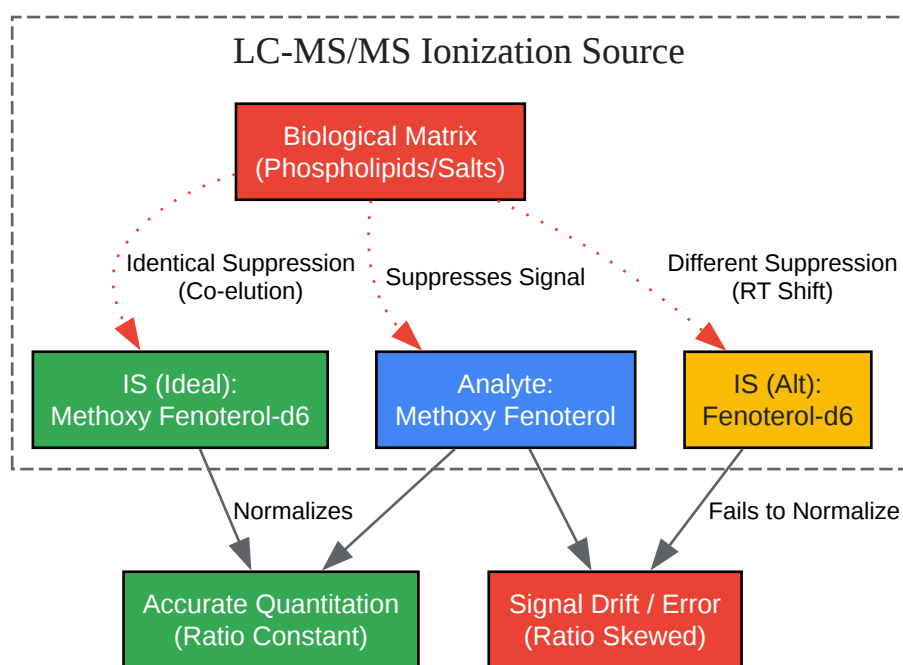 LC-MS/MS Ionization Source
Biological Matrix
(Phospholipids/Salts)
Identical Suppression
(Co-elution)
Suppresses Signal
Different Suppression
(RT Shift)
IS (Ideal):
Methoxy Fenoterol-d6
Analyte:
Methoxy Fenoterol
IS (Alt):
Fenoterol-d6
Normalizes
Fails to Normalize
Accurate Quantitation
(Ratio Constant)
Signal Drift / Error
(Ratio Skewed)